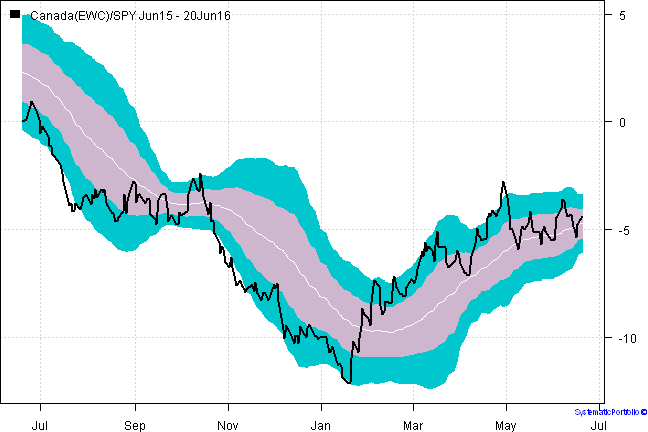 Canada(EWC)/SPY Jun15 - 20Jun16
5
0
-5
-10
Jul Sep Nov Jan Mar May Jul
SystematicPortfolio ©